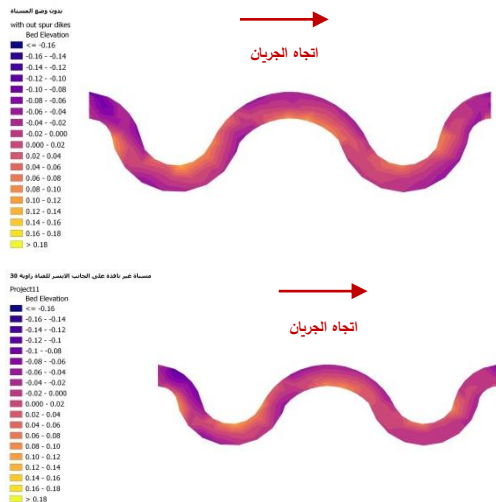 بدون وضع المسناة
with out spur dikes
Bed Elevation
<= -0.16
-0.16 - -0.14
-0.14 - -0.12
-0.12 - -0.10
-0.10 - -0.08
-0.08 - -0.06
-0.06 - -0.04
-0.04 - -0.02
-0.02 - 0.000
0.000 - 0.02
0.02 - 0.04
0.04 - 0.06
0.06 - 0.08
0.08 - 0.10
0.10 - 0.12
0.12 - 0.14
0.14 - 0.16
0.16 - 0.18
> 0.18
اتجاه الجريان
مسناة غير نافذة على الجانب الايسر للقناة زاوية 30
Project11
Bed Elevation
<= -0.16
-0.16 - -0.14
-0.14 - -0.12
-0.12 - -0.1
-0.1 - -0.08
-0.08 - -0.06
-0.06 - -0.04
-0.04 - -0.02
-0.02 - 0.000
0.000 - 0.02
0.02 - 0.04
0.04 - 0.06
0.06 - 0.08
0.08 - 0.10
0.10 - 0.12
0.12 - 0.14
0.14 - 0.16
0.16 - 0.18
> 0.18
اتجاه الجريان